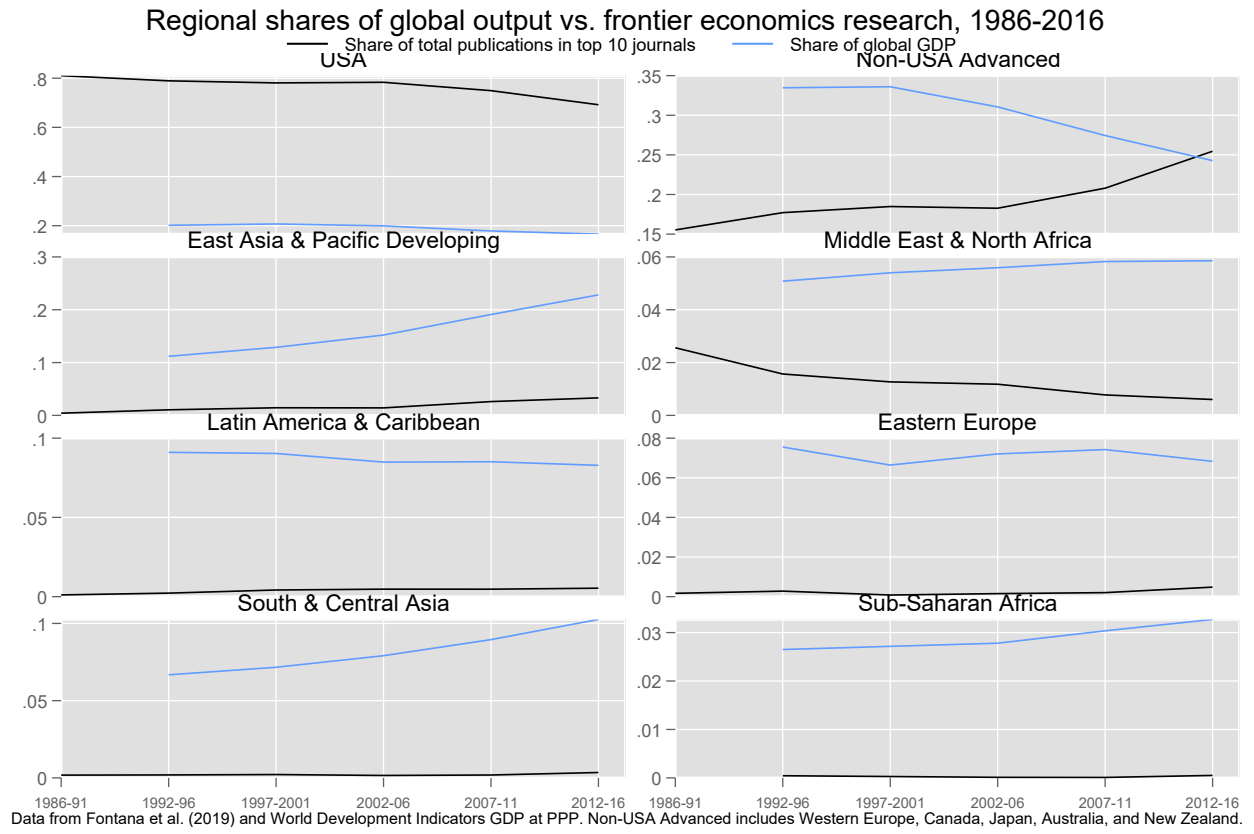 Regional shares of global output vs. frontier economics research, 1986-2016
Share of total publications in top 10 journals Share of global GDP
USA Non-USA Advanced
.8 .35
.3
.6
.25
.4
.2
.2 .15
East Asia & Pacific Developing Middle East & North Africa
.3 .06
.2 .04
.1 .02
0 0
Latin America & Caribbean Eastern Europe
.1 .08
.06
.05
.04
.02
0 0
South & Central Asia Sub-Saharan Africa
.1 .03
.02
.05
.01
0 0
1986-91 1992-96 1997-2001 2002-06 2007-11 2012-16 1986-91 1992-96 1997-2001 2002-06 2007-11 2012-16
Data from Fontana et al. (2019) and World Development Indicators GDP at PPP. Non-USA Advanced includes Western Europe, Canada, Japan, Australia, and New Zealand.